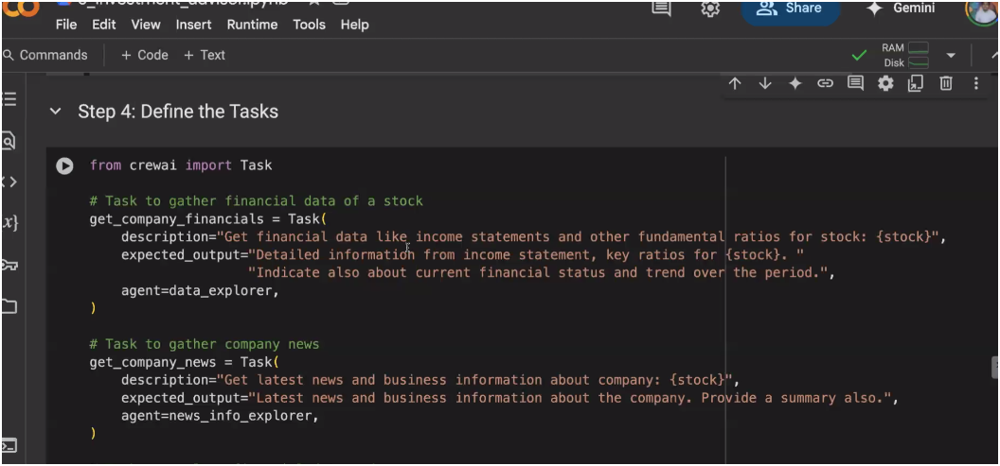 File Edit View Insert Runtime Tools Help
Share
Gemini
Commands + Code + Text
RAM
Disk
Step 4: Define the Tasks
from crewai import Task
# Task to gather financial data of a stock
get_company_financials = Task(
description="Get financial data like income statements and other fundamental ratios for stock: {stock}",
expected_output="Detailed information from income statement, key ratios for {stock}. "
"Indicate also about current financial status and trend over the period.",
agent=data_explorer,
)
# Task to gather company news
get_company_news = Task(
description="Get latest news and business information about company: {stock}",
expected_output="Latest news and business information about the company. Provide a summary also.",
agent=news_info_explorer,
)